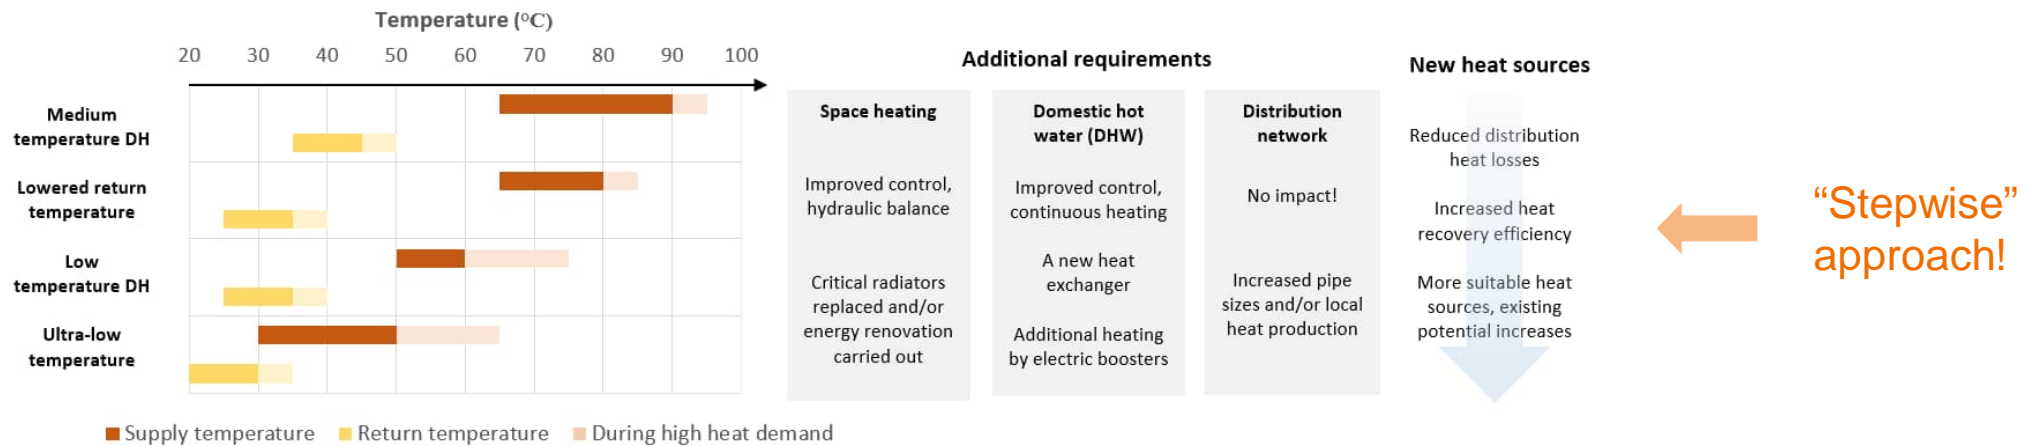 Temperature (°C)
20 30 40 50 60 70 80 90 100
Medium
temperature DH
Lowered return
temperature
Low
temperature DH
Ultra-low
temperature
Supply temperature
Return temperature
During high heat demand
Additional requirements
Space heating
Improved control,
hydraulic balance
Critical radiators
replaced and/or
energy renovation
carried out
Domestic hot
water (DHW)
Improved control,
continuous heating
A new heat
exchanger
Additional heating
by electric boosters
Distribution
network
No impact!
Increased pipe
sizes and/or local
heat production
New heat sources
Reduced distribution
heat losses
Increased heat
recovery efficiency
More suitable heat
sources, existing
potential increases
“Stepwise”
approach!